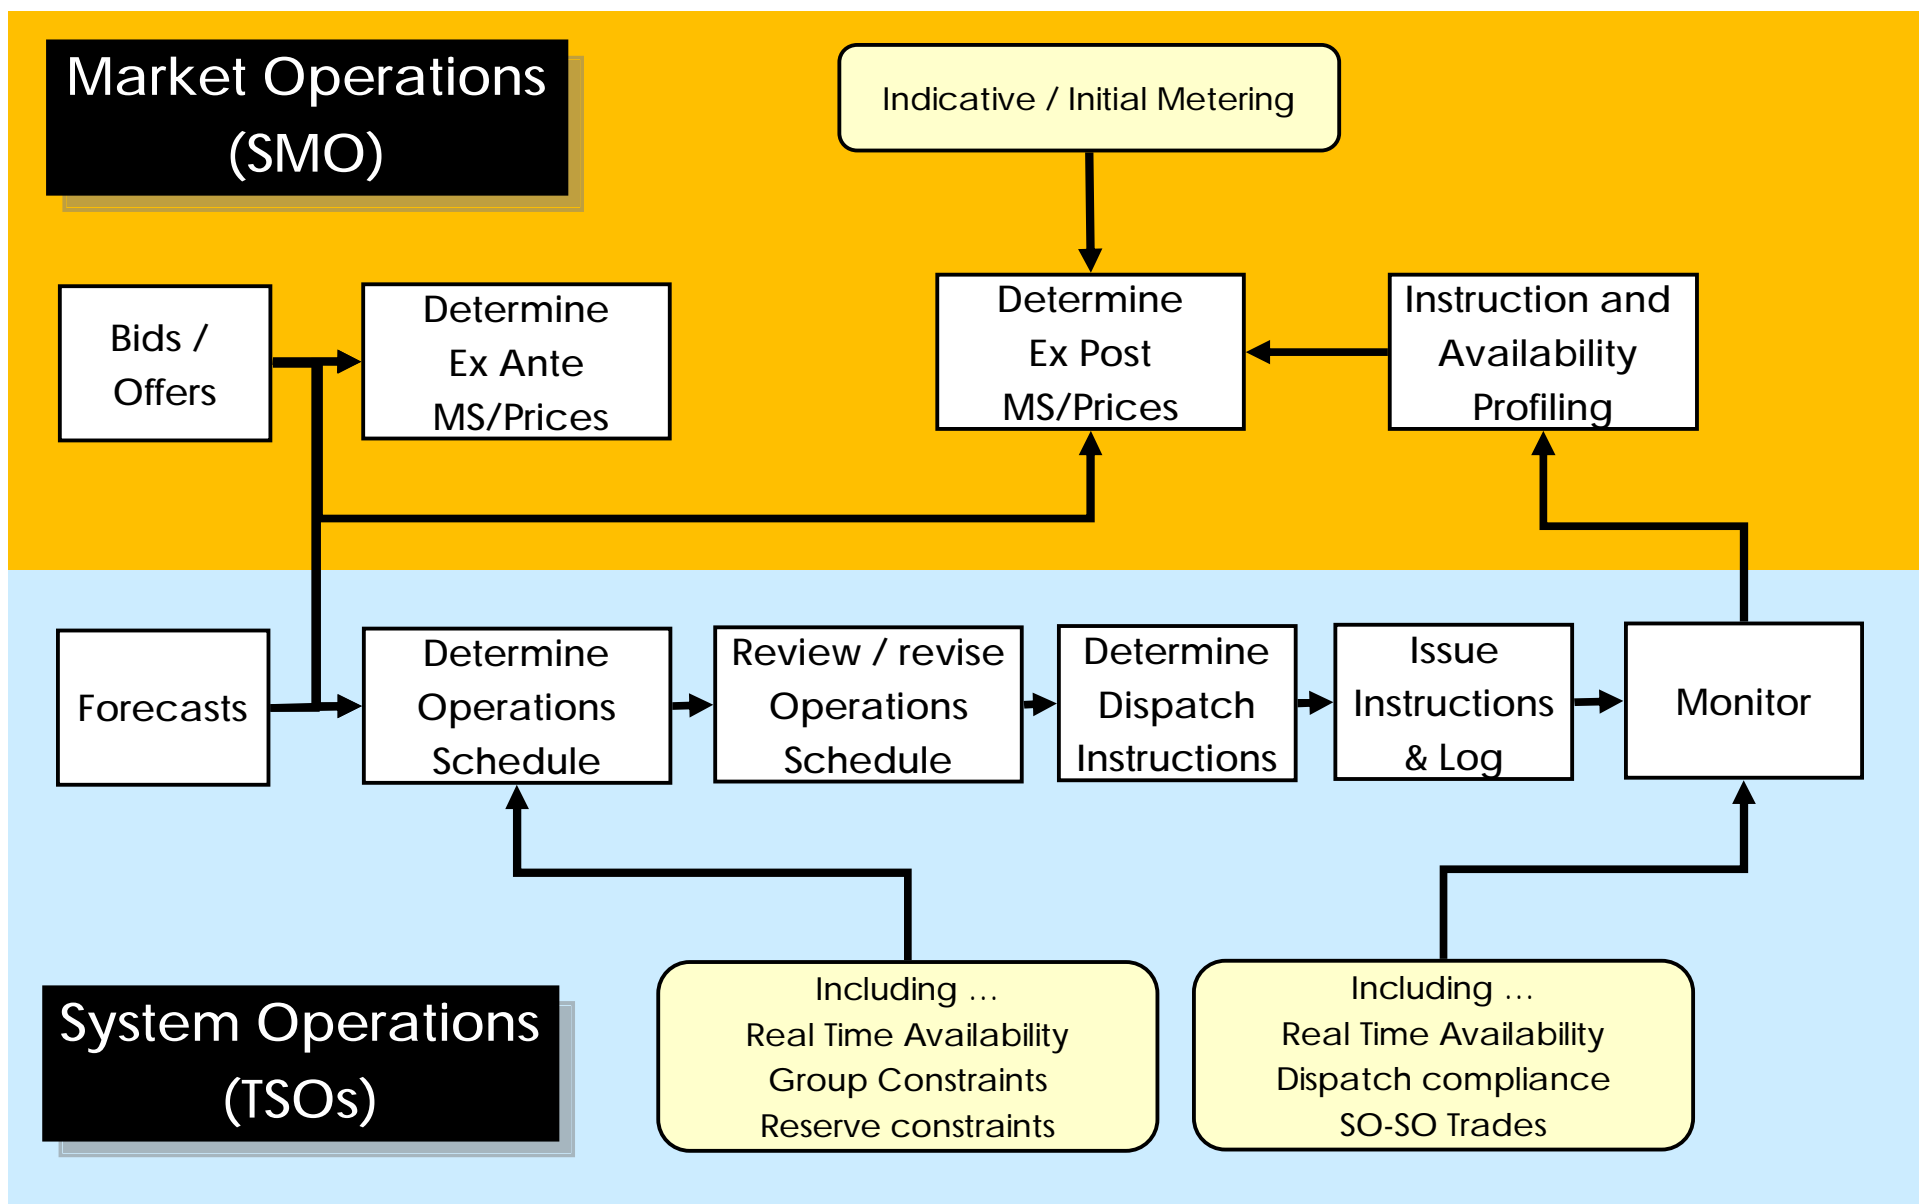 Market Operations
(SMO)
Indicative / Initial Metering
Bids /
Offers
Determine
Ex Ante
MS/Prices
Determine
Ex Post
MS/Prices
Instruction and
Availability
Profiling
Forecasts
Determine
Operations
Schedule
Review / revise
Operations
Schedule
Determine
Dispatch
Instructions
Issue
Instructions
& Log
Monitor
System Operations
(TSOs)
Including ...
Real Time Availability
Group Constraints
Reserve constraints
Including ...
Real Time Availability
Dispatch compliance
SO-SO Trades